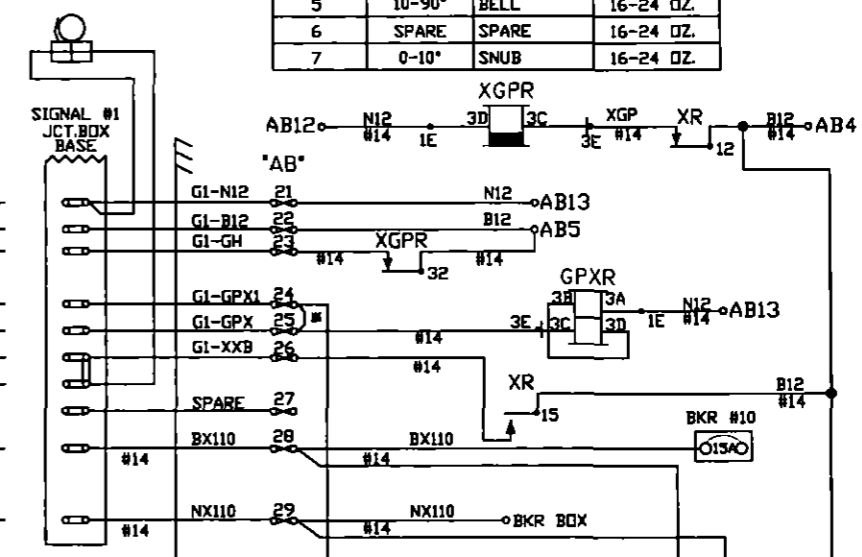 5 10-90° BELL 16-24 OZ.
6 SPARE SPARE 16-24 OZ.
7 0-10° SNUB 16-24 OZ.
XGPR
AB12 N12 #14 1E 3D 3C 3E XGP #14 XR 12 B12 #14 AB4
SIGNAL #1
JCT.BOX
BASE
"AB"
G1-N12 21 N12 AB13
G1-B12 22 B12 AB5
G1-GH 23 #14 XGPR 32 #14
GPXR
G1-GPX1 24 3B 3A
1E N12 #14 AB13
G1-GPX 25 #14 3E 3C 3D
G1-XXB 26 #14
XR 15 B12 #14
SPARE 27
BKR #10
15A
#14 BX110 28 BX110 #14
#14 NX110 29 NX110 #14 BKR BOX